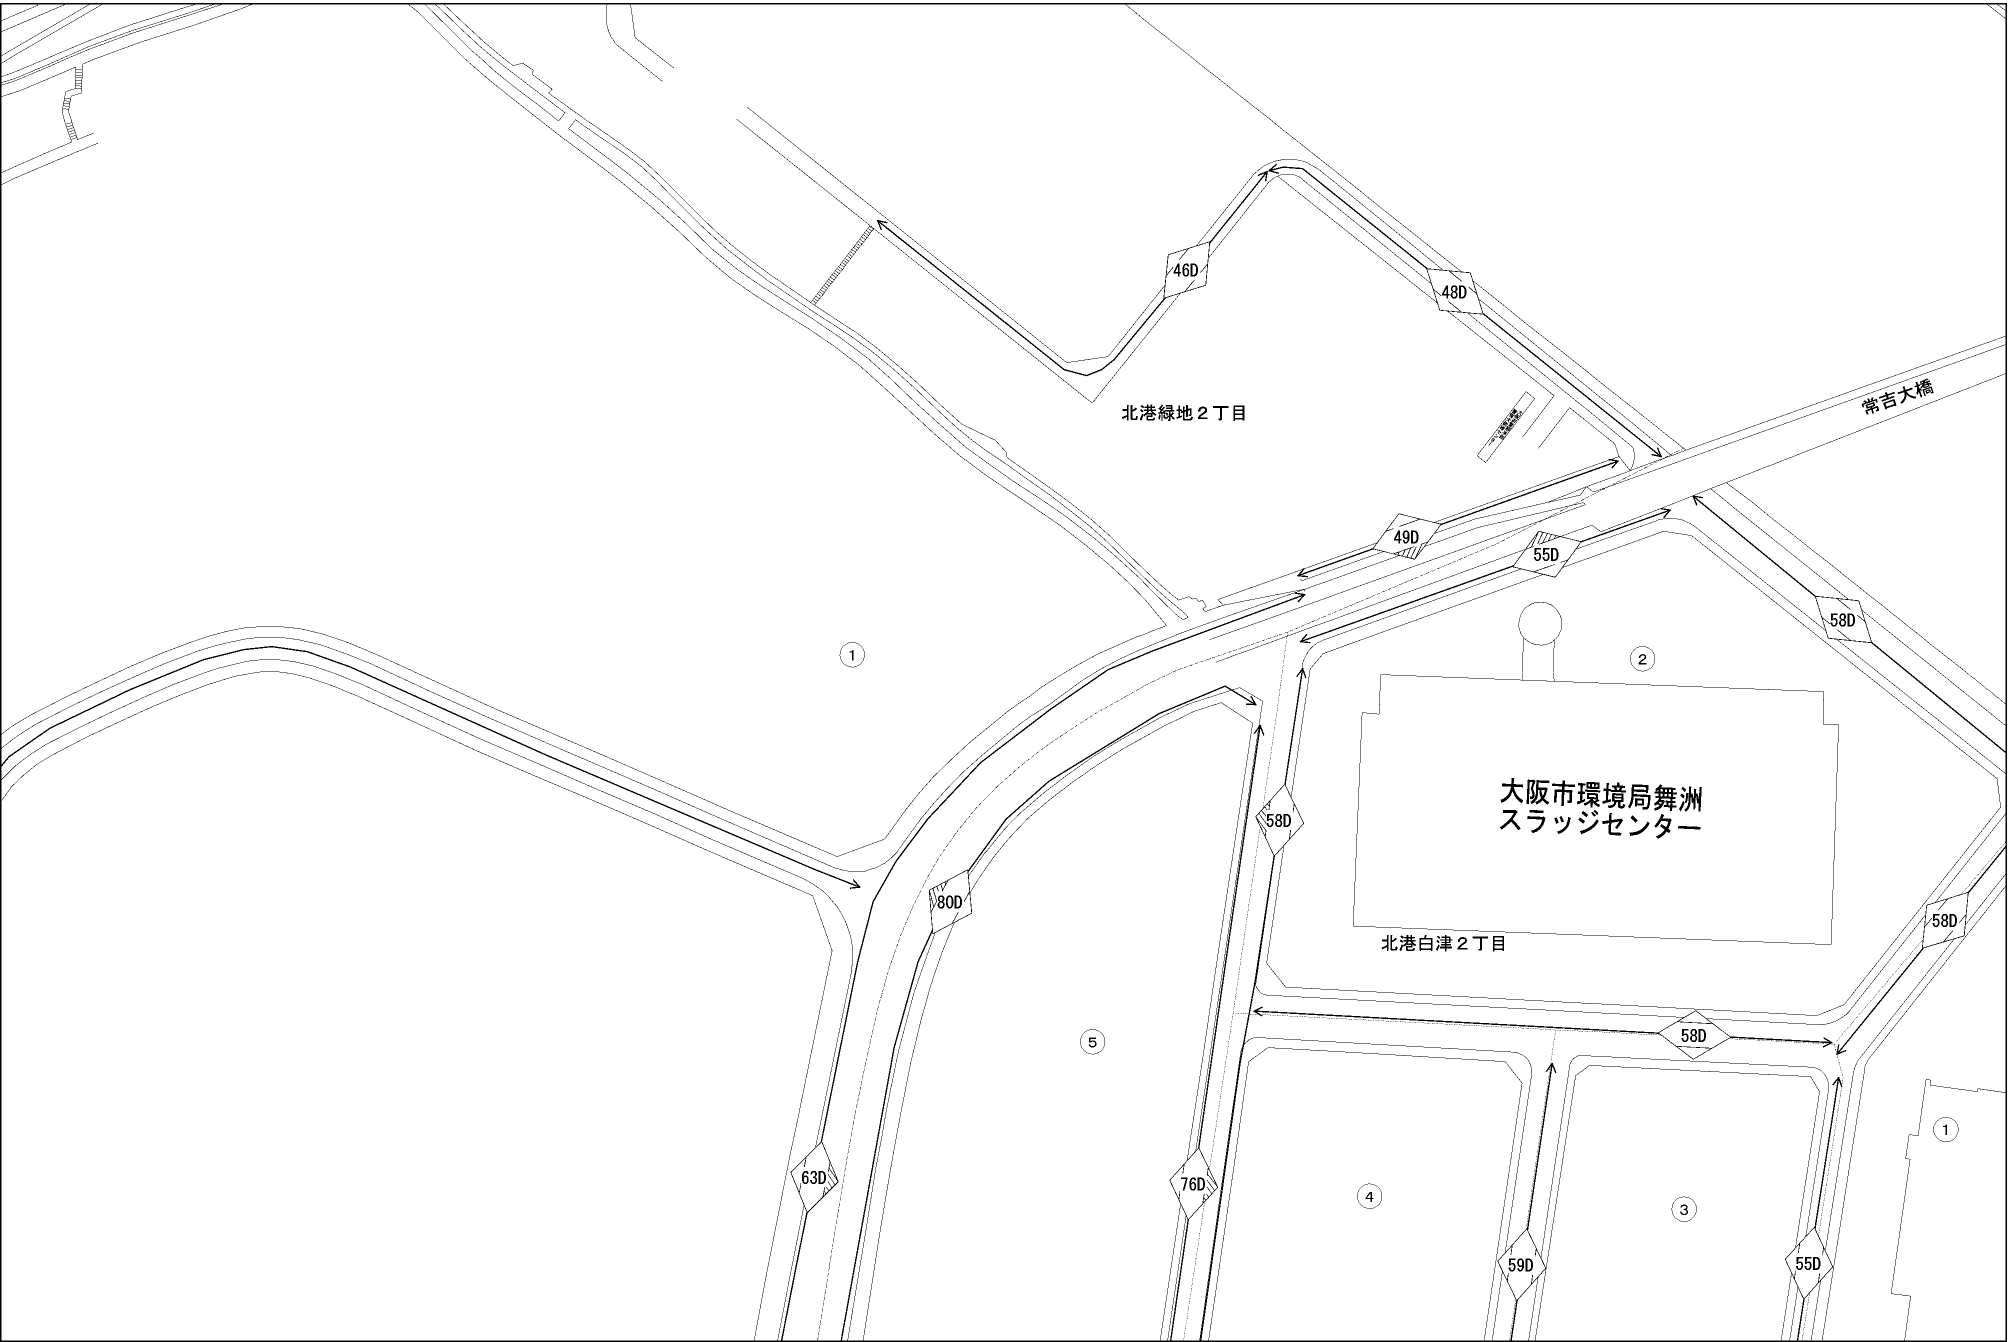 46D
48D
常吉大橋
北港緑地２丁目
49D
55D
58D
①
②
大阪市環境局舞洲
スラッジセンター
58D
80D
58D
北港白津２丁目
58D
⑤
①
63D
76D
④
③
59D
55D